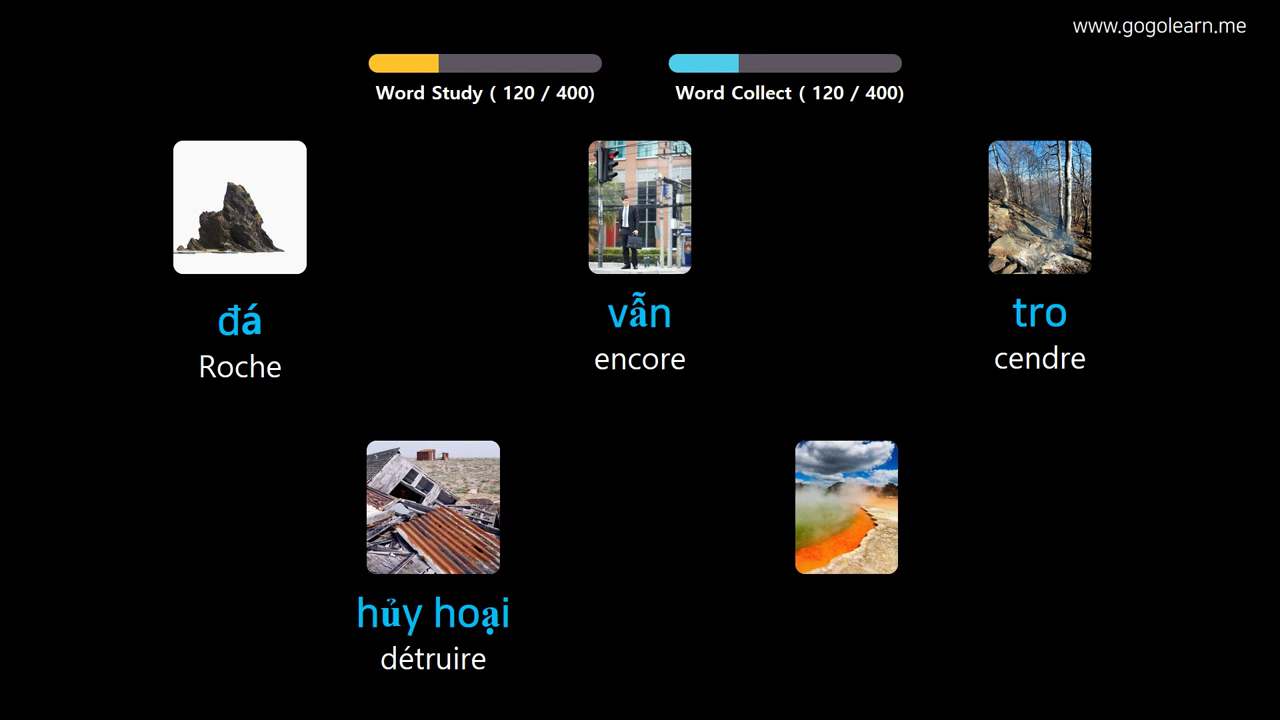 www.gogolearn.me
Word Study ( 120 / 400)
Word Collect ( 120 / 400)
đá
Roche
vẫn
encore
tro
cendre
hủy hoại
détruire